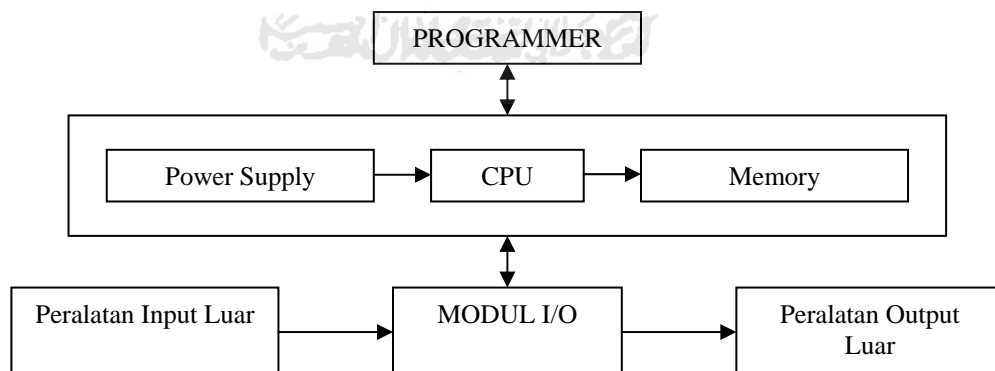 PROGRAMMER
Power Supply
CPU
Memory
Peralatan Input Luar
MODUL I/O
Peralatan Output
Luar